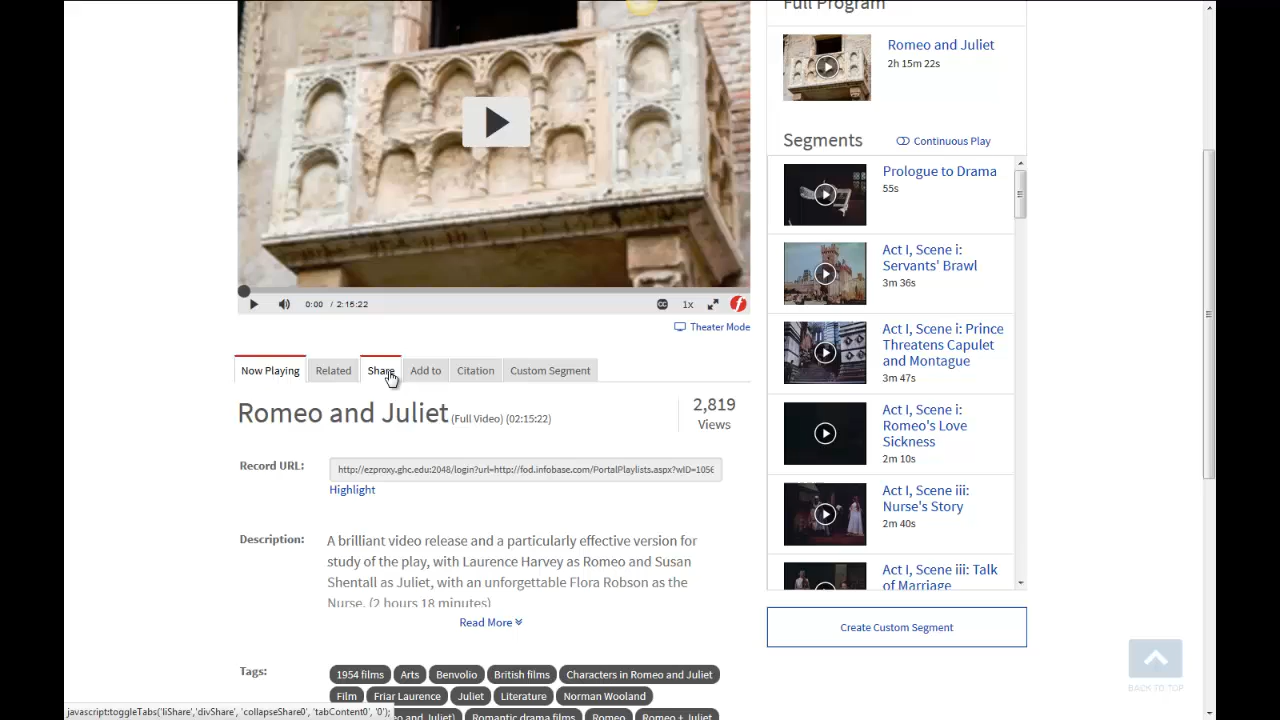 Full Program
Romeo and Juliet
2h 15m 22s
Segments
Continuous Play
Prologue to Drama
55s
Act I, Scene i:
Servants' Brawl
3m 36s
Act I, Scene i: Prince
Threatens Capulet
and Montague
3m 47s
Act I, Scene i:
Romeo's Love
Sickness
2m 10s
Act I, Scene iii:
Nurse's Story
2m 40s
Act I, Scene iii: Talk
of Marriage
Create Custom Segment
0:00 / 2:15:22
CC
1x
Theater Mode
Now Playing
Related
Share
Add to
Citation
Custom Segment
Romeo and Juliet (Full Video) (02:15:22)
2,819
Views
Record URL:
http://ezproxy.ghc.edu:2048/login?url=http://fod.infobase.com/PortalPlaylists.aspx?wID=1056
Highlight
Description:
A brilliant video release and a particularly effective version for
study of the play, with Laurence Harvey as Romeo and Susan
Shentall as Juliet, with an unforgettable Flora Robson as the
Nurse. (2 hours 18 minutes)
Read More
Tags:
1954 films
Arts
Benvolio
British films
Characters in Romeo and Juliet
Film
Friar Laurence
Juliet
Literature
Norman Wooland
eo and Juliet)
Romantic drama films
Romeo
Romeo + Juliet
BACK TO TOP
javascript:toggleTabs('liShare','divShare', 'collapseShare0', 'tabContent0', '0');